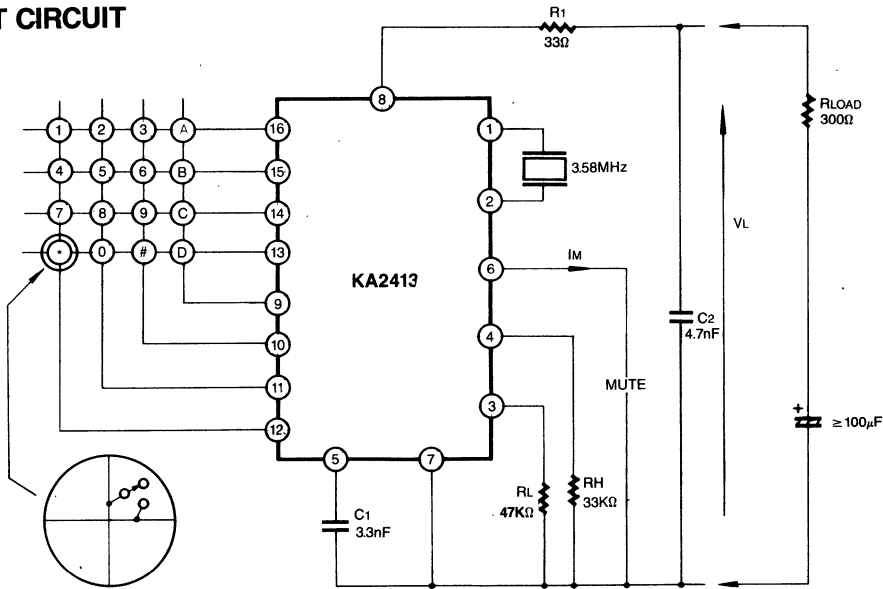 T CIRCUIT
R1
33Ω
8
RLOAD
300Ω
1 2 3 A 16
1
3.58MHz
4 5 6 B 15
2
7 8 9 C 14
VL
* 0 # D 13
6
IM
KA2413
9
C2
4.7nF
10
4
MUTE
11
3
+
≥100μF
12
5
7
RL
47KΩ
RH
33KΩ
C1
3.3nF